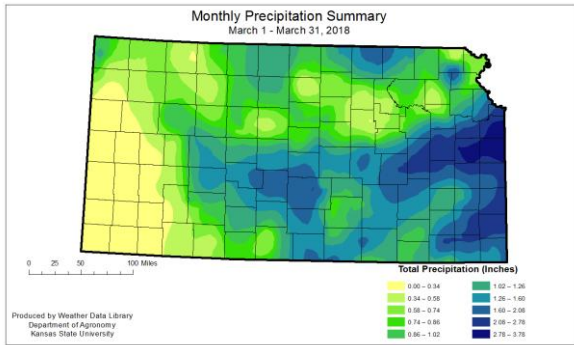 Monthly Precipitation Summary
March 1 - March 31, 2018
0 25 50 100 Miles
Total Precipitation (Inches)
0.00 – 0.34
0.34 – 0.58
0.58 – 0.74
0.74 – 0.86
0.86 – 1.02
1.02 – 1.26
1.26 – 1.60
1.60 – 2.08
2.08 – 2.78
2.78 – 3.78
Produced by Weather Data Library
Department of Agronomy
Kansas State University